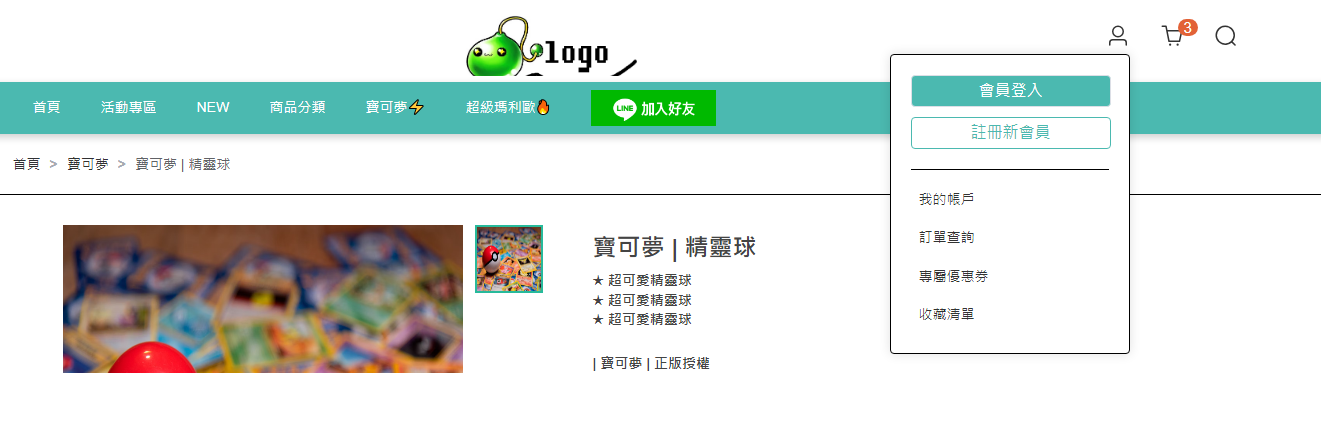 logo
3
首頁 活動專區 NEW 商品分類 寶可夢⚡ 超級瑪利歐🔥 LINE 加入好友
首頁 > 寶可夢 > 寶可夢 | 精靈球
會員登入
註冊新會員
我的帳戶
訂單查詢
專屬優惠券
收藏清單
寶可夢 | 精靈球
★ 超可愛精靈球
★ 超可愛精靈球
★ 超可愛精靈球
| 寶可夢 | 正版授權